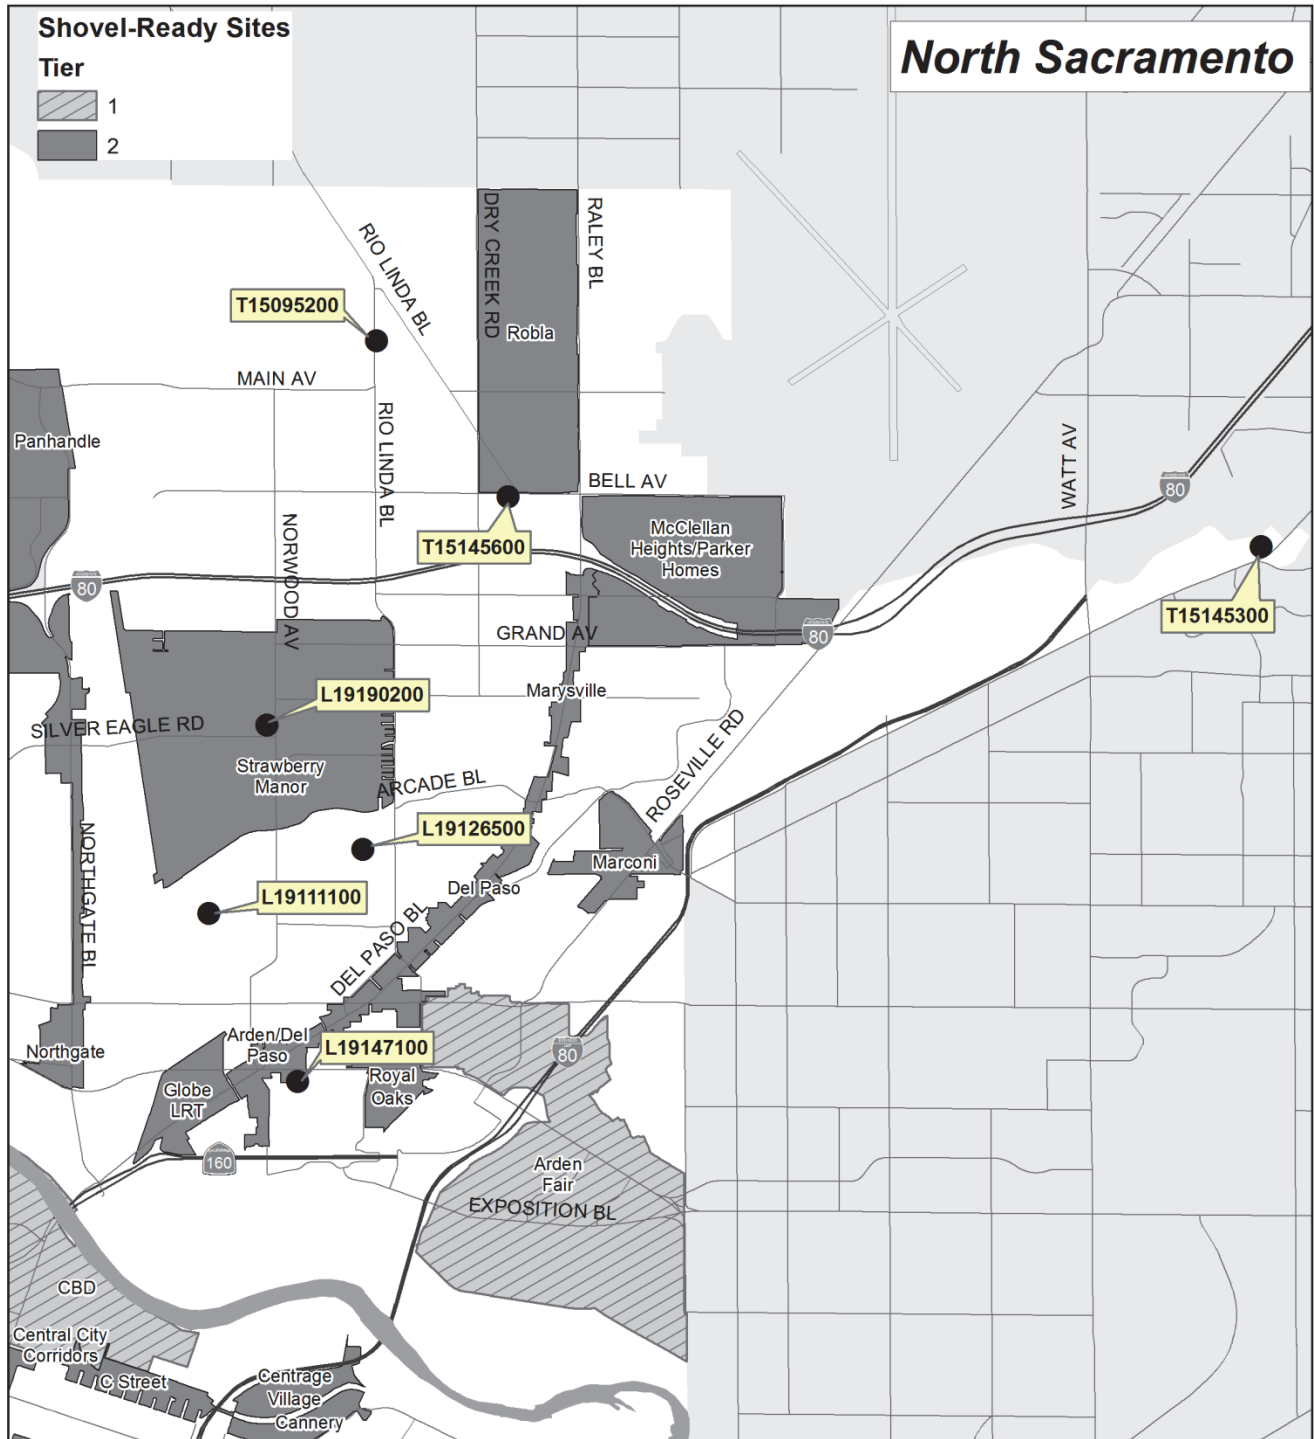 Shovel-Ready Sites
Tier
1
2
North Sacramento
DRY CREEK RD
RALEY BL
RIO LINDA BL
T15095200
Robla
MAIN AV
RIO LINDA BL
Panhandle
WATT AV
BELL AV
80
NORWOOD AV
McClellan
Heights/Parker
Homes
T15145600
80
T15145300
GRAND AV
80
L19190200
Marysville
SILVER EAGLE RD
Strawberry
Manor
ARCADE BL
ROSEVILLE RD
L19126500
NORTHGATE BL
Marconi
L19111100
Del Paso
DEL PASO BL
Arden/Del
Paso
L19147100
Northgate
80
Globe
LRT
Royal
Oaks
160
Arden
Fair
EXPOSITION BL
CBD
Central City
Corridors
C Street
Centrage
Village
Cannery